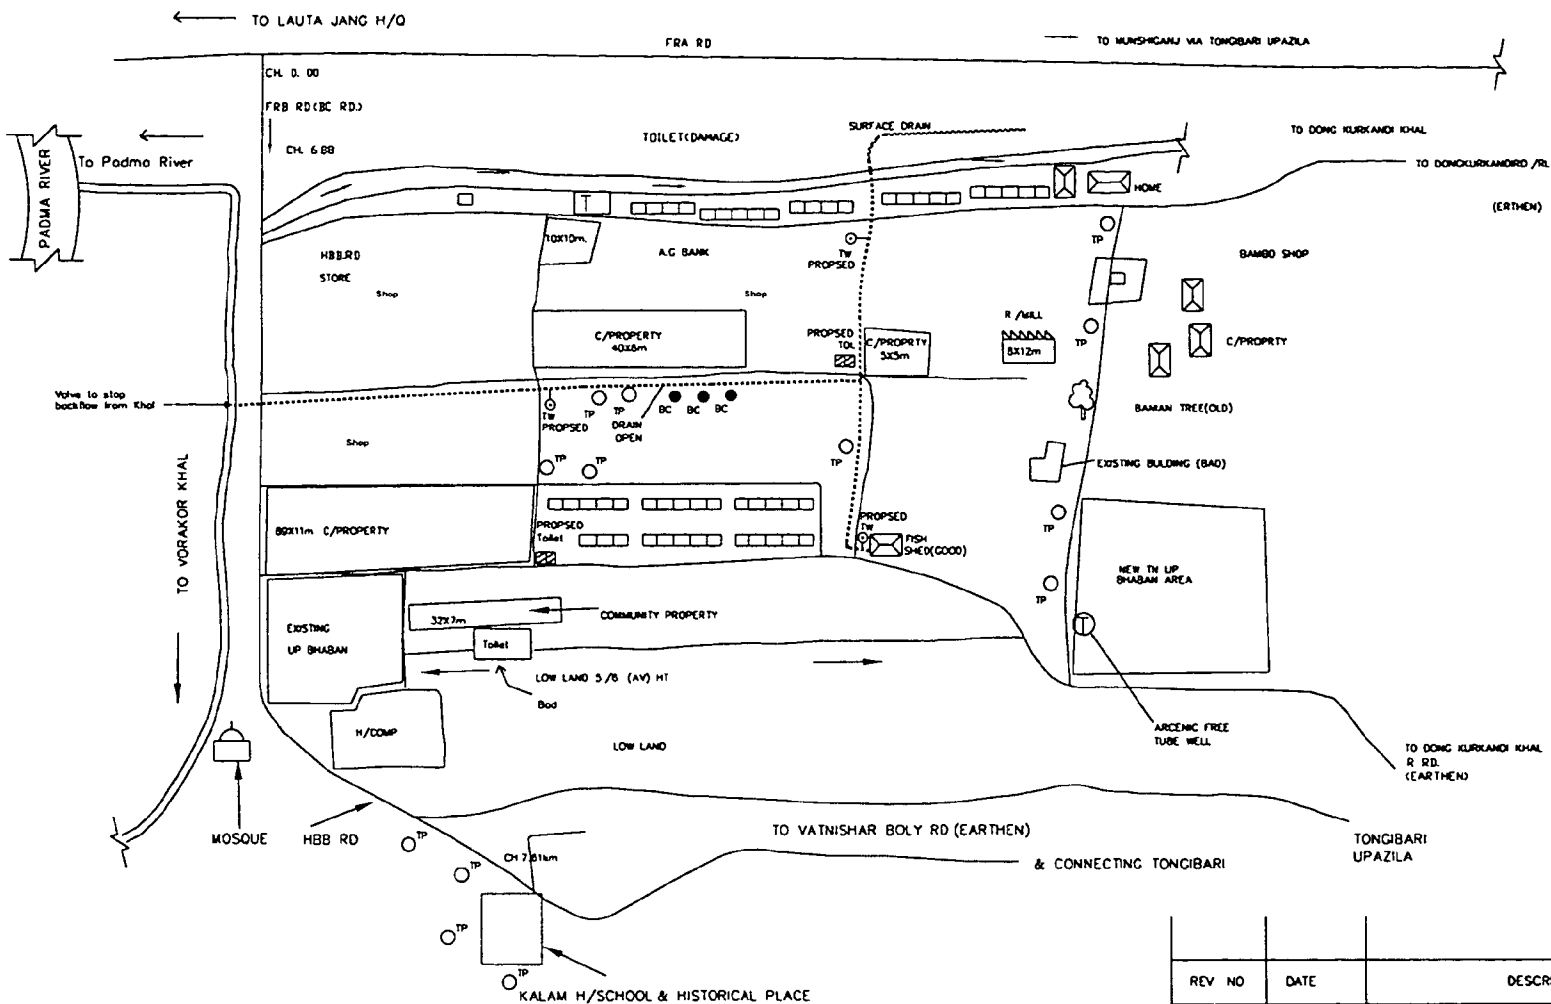 TO LAUTA JANG H/Q
FRA RD
TO MUNSHIGANJ VIA TONGIBARI UPAZILA
CH. 0. 00
FRB RD(BC RD.)
CH. 6.88
TOILET(DAMAGE)
SURFACE DRAIN
TO DONG KURKANDI KHAL
TO DONGKURKANDIRD /RL
(ERTHEN)
PADMA RIVER
To Padma River
T
HOME
10X10m.
HBB.RD
STORE
Shop
A.G BANK
Shop
TW
PROPSED
TP
BAMBO SHOP
C/PROPERTY
40X8m
PROPSED
TOL
C/PROPRTY
5X5m
R /MILL
8X12m
TP
C/PROPRTY
Valve to stop
backflow from Khal
TW
PROPSED
TP
TP
DRAIN
OPEN
BC
BC
BC
BANIAN TREE(OLD)
Shop
TP
TP
TP
EXISTING BULDING (BAD)
TO VORAKOR KHAL
89X11m C/PROPERTY
PROPSED
Toilet
PROPSED
TW
FISH
SHED(GOOD)
TP
NEW TN UP
BHABAN AREA
TP
32X7m
COMMUNITY PROPERTY
EXISTING
UP BHABAN
Toilet
T
LOW LAND 5/6 (AV) HT
Bad
H/COMP
LOW LAND
ARCENIC FREE
TUBE WELL
TO DONG KURKANDI KHAL
R RD.
(EARTHEN)
MOSQUE
HBB RD
TP
TO VATNISHAR BOLY RD (EARTHEN)
TONGIBARI
UPAZILA
CH 7.61km
TP
& CONNECTING TONGIBARI
TP
TP
KALAM H/SCHOOL & HISTORICAL PLACE
REV NO
DATE
DESCR